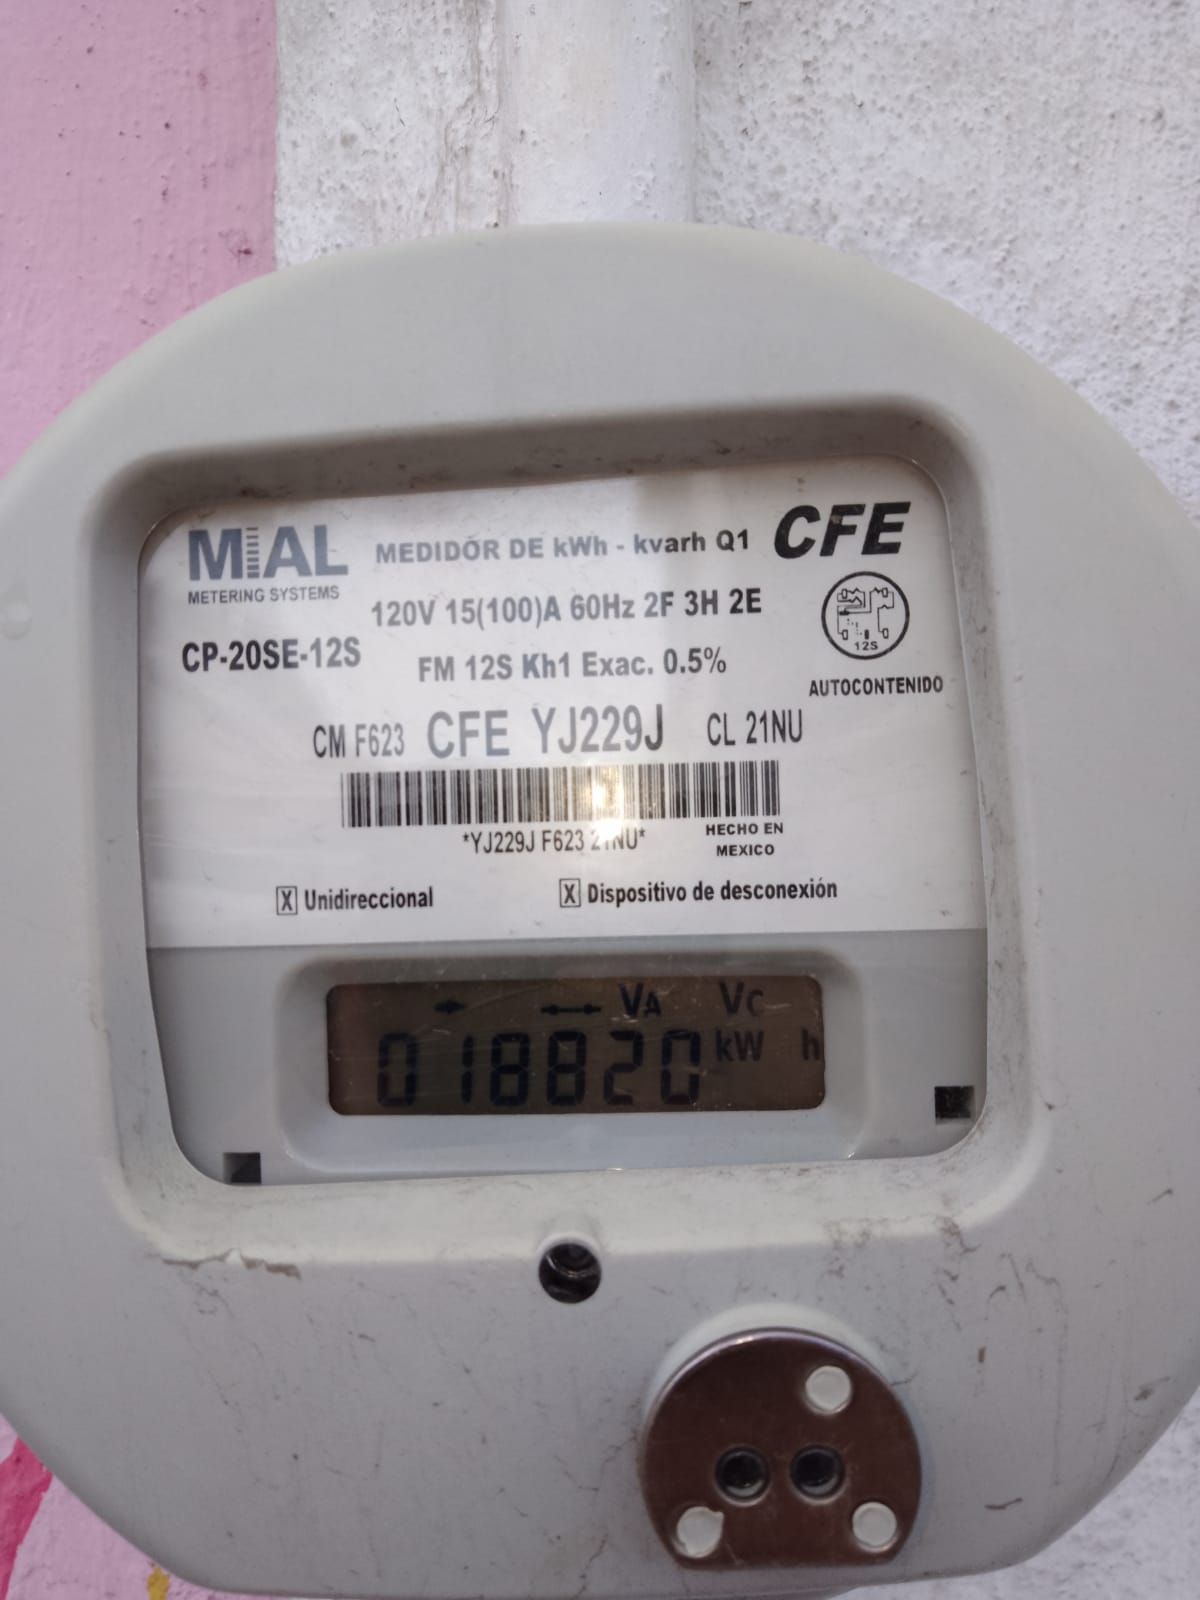 MIAL
METERING SYSTEMS
MEDIDOR DE kWh - kvarh Q1
CFE
120V 15(100)A 60Hz 2F 3H 2E
CP-20SE-12S
FM 12S Kh1 Exac. 0.5%
12S
AUTOCONTENIDO
CM F623 CFE YJ229J CL 21NU
*YJ229J F623 21NU*
HECHO EN
MEXICO
X Unidireccional
X Dispositivo de desconexión
VA VC
018820 kW h